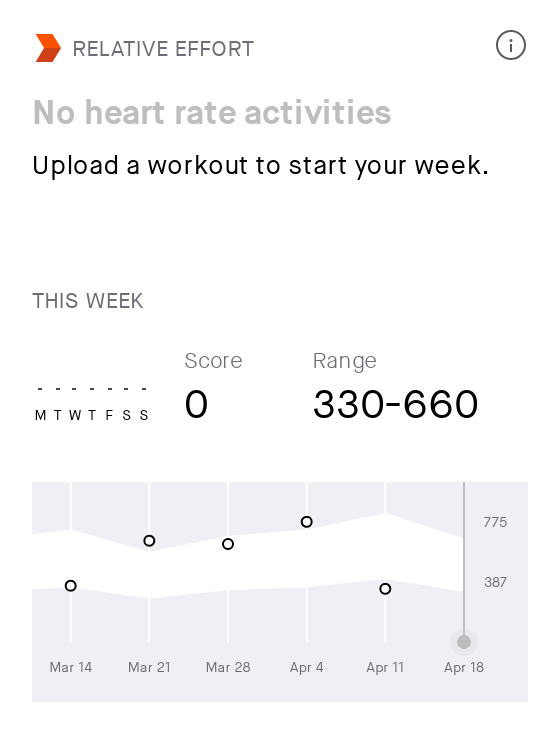 RELATIVE EFFORT
No heart rate activities
Upload a workout to start your week.
THIS WEEK
Score Range
- - - - - - -
M T W T F S S 0 330-660
775
387
Mar 14 Mar 21 Mar 28 Apr 4 Apr 11 Apr 18